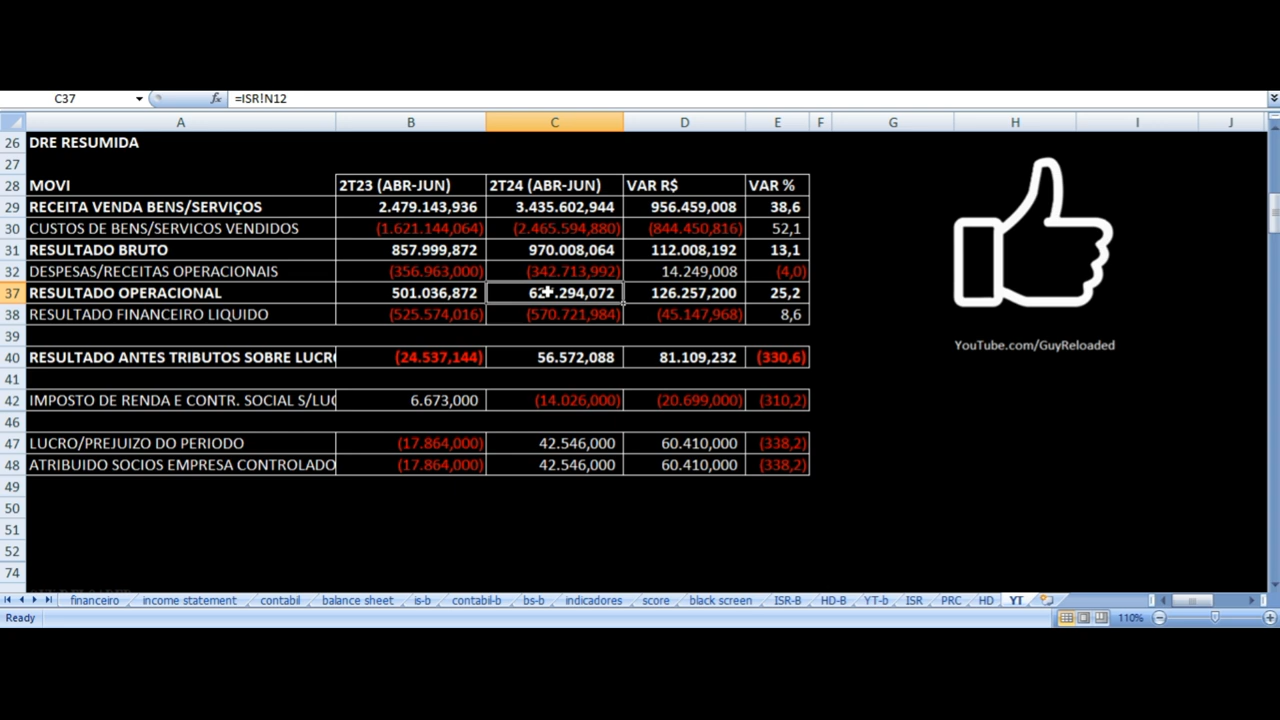 C37 fx =ISR!N12
A B C D E F G H I J
26 DRE RESUMIDA
27
28 MOVI 2T23 (ABR-JUN) 2T24 (ABR-JUN) VAR R$ VAR %
29 RECEITA VENDA BENS/SERVIÇOS 2.479.143,936 3.435.602,944 956.459,008 38,6
30 CUSTOS DE BENS/SERVICOS VENDIDOS (1.621.144,064) (2.465.594,880) (844.450,816) 52,1
31 RESULTADO BRUTO 857.999,872 970.008,064 112.008,192 13,1
32 DESPESAS/RECEITAS OPERACIONAIS (356.963,000) (342.713,992) 14.249,008 (4,0)
37 RESULTADO OPERACIONAL 501.036,872 126.257,200 25,2
38 RESULTADO FINANCEIRO LIQUIDO (525.574,016) (570.721,984) (45.147,968) 8,6
39
40 RESULTADO ANTES TRIBUTOS SOBRE LUCR (24.537,144) 56.572,088 81.109,232 (330,6)
41
42 IMPOSTO DE RENDA E CONTR. SOCIAL S/LUC 6.673,000 (14.026,000) (20.699,000) (310,2)
46
47 LUCRO/PREJUIZO DO PERIODO (17.864,000) 42.546,000 60.410,000 (338,2)
48 ATRIBUIDO SOCIOS EMPRESA CONTROLADO (17.864,000) 42.546,000 60.410,000 (338,2)
49
50
51
52
74
YouTube.com/GuyReloaded
financeiro income statement contabil balance sheet is-b contabil-b bs-b indicadores score black screen ISR-B HD-B YT-b ISR PRC HD YT
Ready 110%